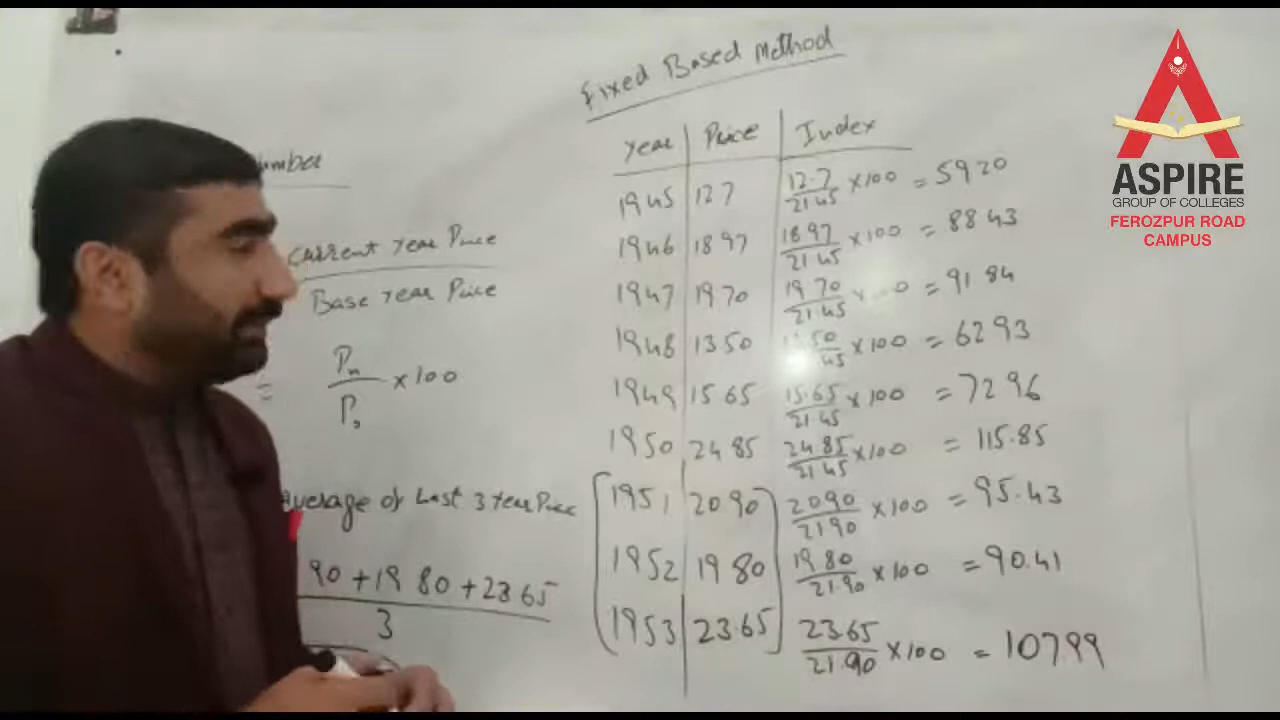 Fixed Based Method
umber
Current Year Price
Base Year Price
= Pn/Po × 100
Average of Last 3 Year Price
90 + 19 80 + 23 65
3
Year Price Index
1945 12 7 12.7/21 45 × 100 = 59 20
1946 18 97 18 97/21.45 × 100 = 88 43
1947 19 70 19 70/21.45 × 0 = 91 84
1948 13 50 50/45 × 100 = 62 93
1949 15 65 15.65/21.45 × 100 = 72 96
1950 24 85 24 85/21 45 × 100 = 115.85
1951 20 90 20 90/21 90 × 100 = 95.43
1952 19 80 19 80/21.90 × 100 = 90.41
1953 23 65 23 65/21.90 × 100 = 107 99
ASPIRE
GROUP OF COLLEGES
FEROZPUR ROAD
CAMPUS